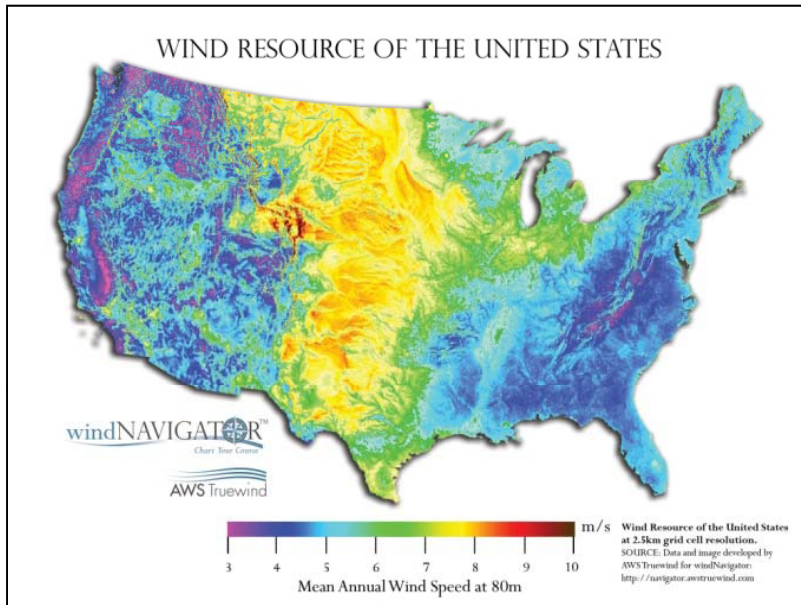 WIND RESOURCE OF THE UNITED STATES
windNAVIGATOR™
Chart Your Course
AWS Truewind
m/s
3 4 5 6 7 8 9 10
Mean Annual Wind Speed at 80m
Wind Resource of the United States
at 2.5km grid cell resolution.
SOURCE: Data and image developed by
AWS Truewind for windNavigator:
http://navigator.awstruewind.com